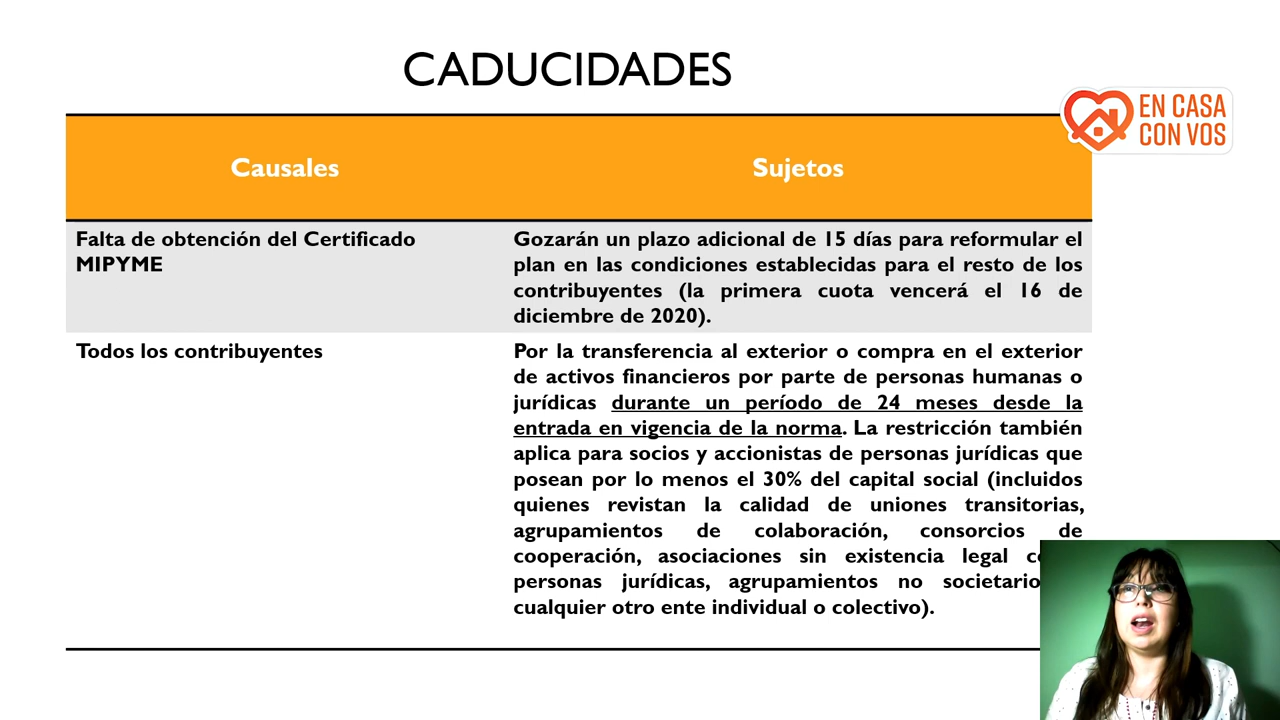 CADUCIDADES
EN CASA
CON VOS
Causales
Sujetos
Falta de obtención del Certificado
MIPYME
Gozarán un plazo adicional de 15 días para reformular el
plan en las condiciones establecidas para el resto de los
contribuyentes (la primera cuota vencerá el 16 de
diciembre de 2020).
Todos los contribuyentes
Por la transferencia al exterior o compra en el exterior
de activos financieros por parte de personas humanas o
jurídicas durante un período de 24 meses desde la
entrada en vigencia de la norma. La restricción también
aplica para socios y accionistas de personas jurídicas que
posean por lo menos el 30% del capital social (incluidos
quienes revistan la calidad de uniones transitorias,
agrupamientos de colaboración, consorcios de
cooperación, asociaciones sin existencia legal
personas jurídicas, agrupamientos no
cualquier otro ente individual o colectivo).